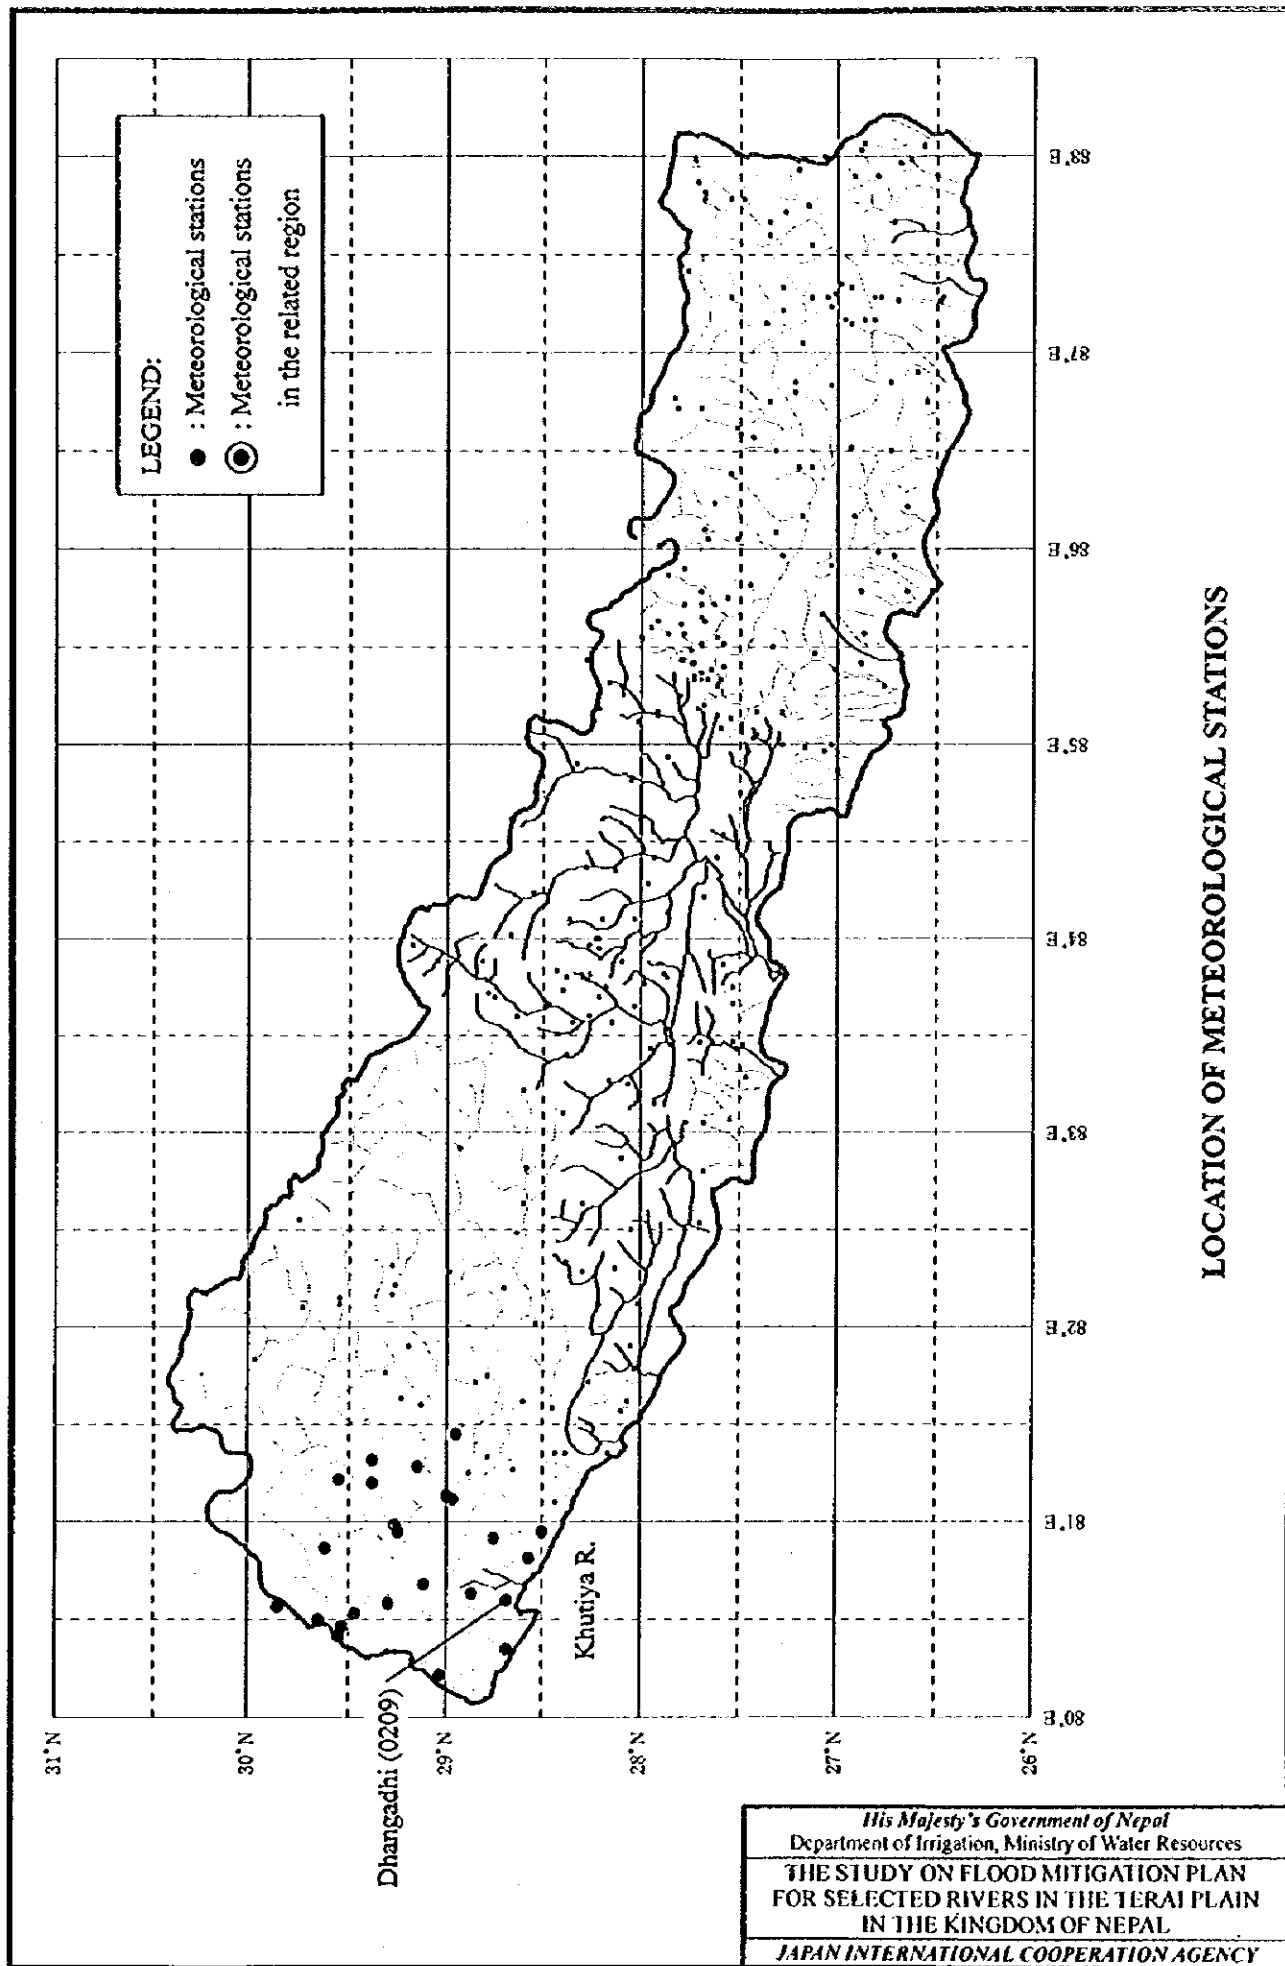 LEGEND:
● : Meteorological stations
◉ : Meteorological stations
in the related region
31°N
30°N
29°N
28°N
27°N
26°N
80°E
81°E
82°E
83°E
84°E
85°E
86°E
87°E
88°E
Dhangadhi (0209)
Khutiya R.
LOCATION OF METEOROLOGICAL STATIONS
His Majesty's Government of Nepal
Department of Irrigation, Ministry of Water Resources
THE STUDY ON FLOOD MITIGATION PLAN
FOR SELECTED RIVERS IN THE TERAI PLAIN
IN THE KINGDOM OF NEPAL
JAPAN INTERNATIONAL COOPERATION AGENCY